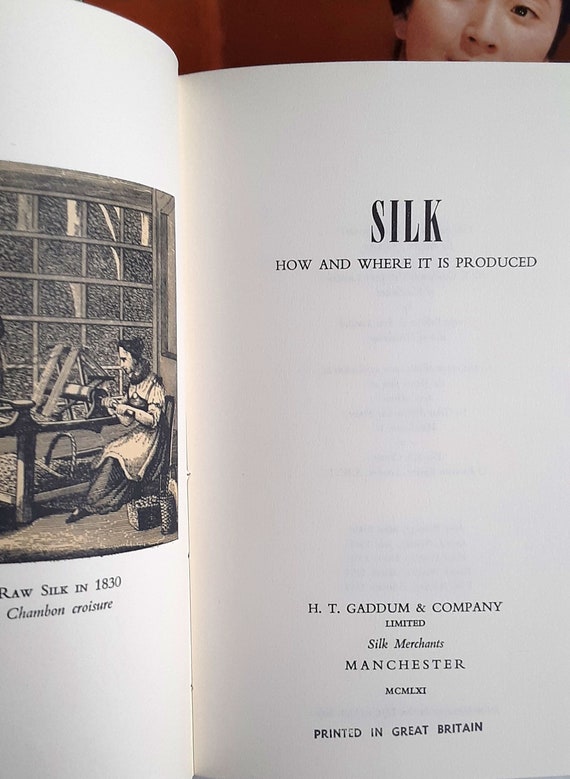 RAW SILK IN 1830
Chambon croisure
SILK
HOW AND WHERE IT IS PRODUCED
H. T. GADDUM & COMPANY
LIMITED
Silk Merchants
MANCHESTER
MCMLXI
PRINTED IN GREAT BRITAIN